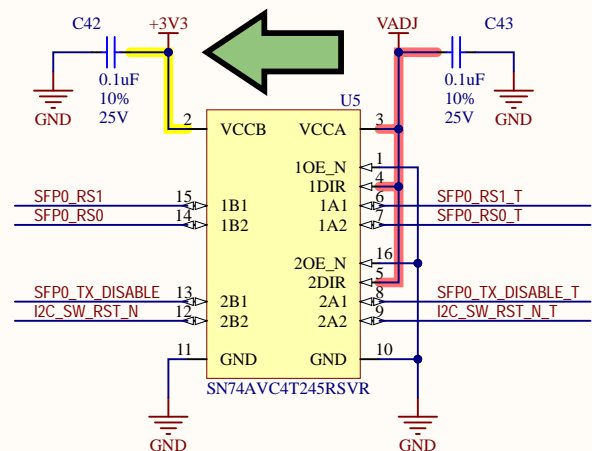 C42 +3V3 VADJ C43
0.1uF 0.1uF
10% 10%
25V 25V
GND U5 GND
2 VCCB VCCA 3
1OE_N 1
1DIR 4
SFP0_RS1 15 1B1 1A1 6 SFP0_RS1_T
SFP0_RS0 14 1B2 1A2 7 SFP0_RS0_T
2OE_N 16
2DIR 5
SFP0_TX_DISABLE 13 2B1 2A1 8 SFP0_TX_DISABLE_T
I2C_SW_RST_N 12 2B2 2A2 9 I2C_SW_RST_N_T
11 GND GND 10
SN74AVC4T245RSVR
GND GND